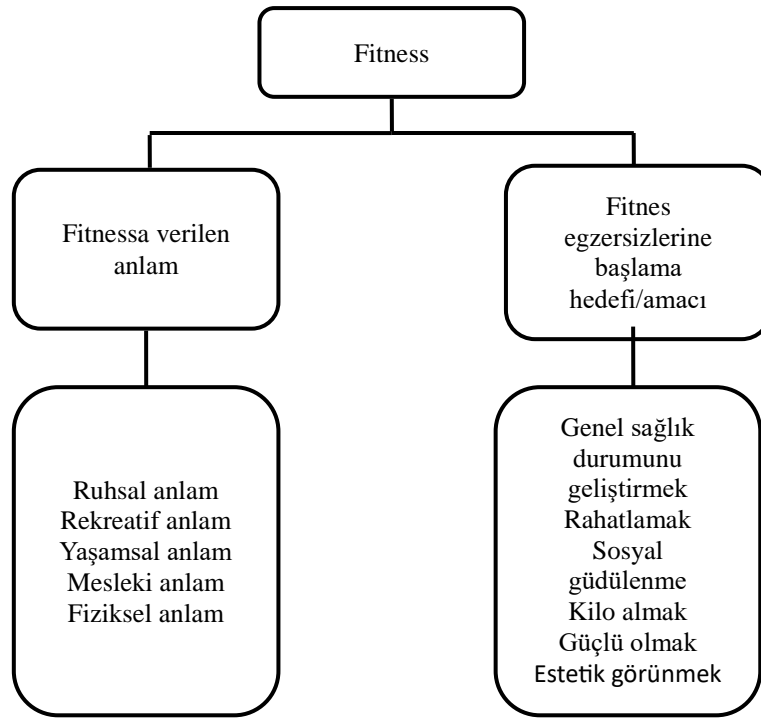 Fitness
Fitnessa verilen
anlam
Fitnes
egzersizlerine
başlama
hedefi/amacı
Ruhsal anlam
Rekreatif anlam
Yaşamsal anlam
Mesleki anlam
Fiziksel anlam
Genel sağlık
durumunu
geliştirmek
Rahatlamak
Sosyal
güdülenme
Kilo almak
Güçlü olmak
Estetik görünmek